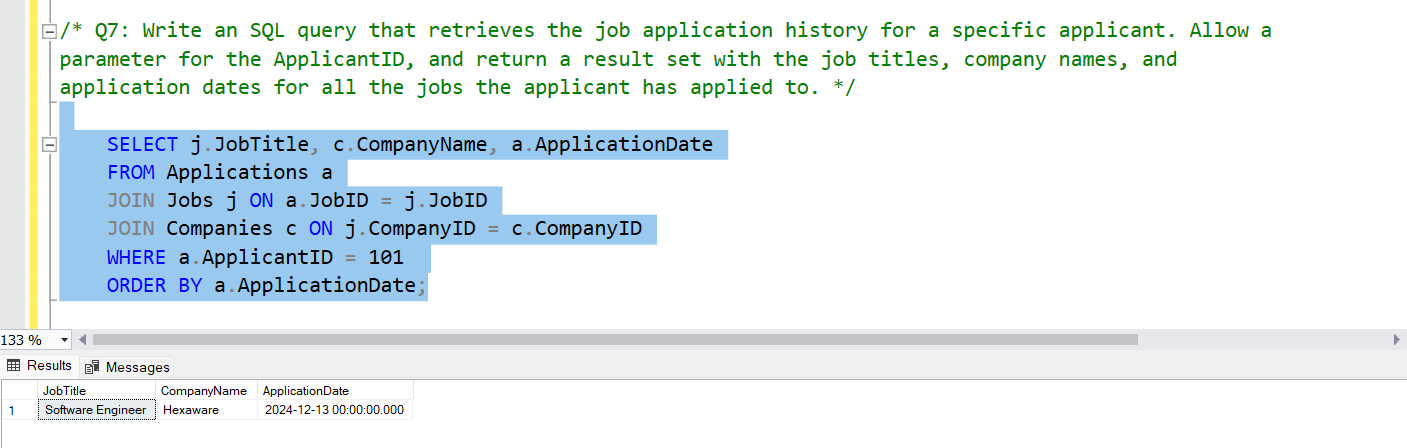 /* Q7: Write an SQL query that retrieves the job application history for a specific applicant. Allow a
parameter for the ApplicantID, and return a result set with the job titles, company names, and
application dates for all the jobs the applicant has applied to. */
SELECT j.JobTitle, c.CompanyName, a.ApplicationDate
FROM Applications a
JOIN Jobs j ON a.JobID = j.JobID
JOIN Companies c ON j.CompanyID = c.CompanyID
WHERE a.ApplicantID = 101
ORDER BY a.ApplicationDate;
133 %
Results Messages
JobTitle CompanyName ApplicationDate
1 Software Engineer Hexaware 2024-12-13 00:00:00.000